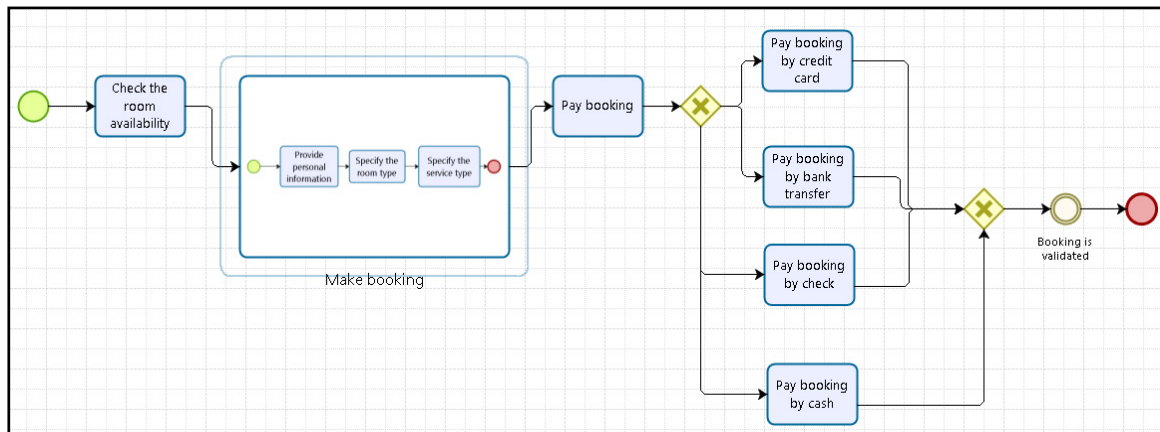 Check the
room
availability
Provide
personal
information
Specify the
room type
Specify the
service type
Make booking
Pay booking
Pay booking
by credit
card
Pay booking
by bank
transfer
Pay booking
by check
Pay booking
by cash
Booking is
validated